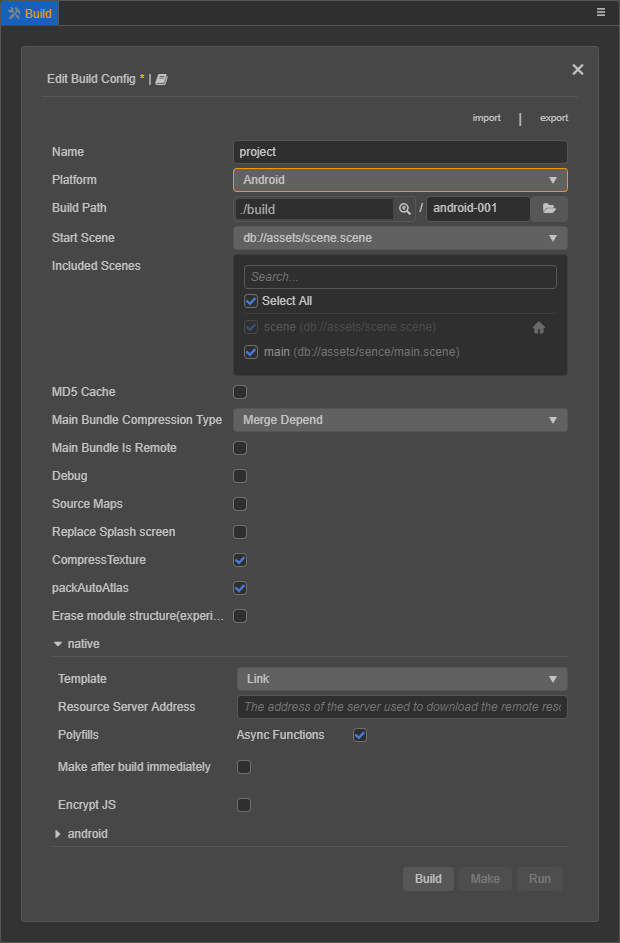 Build
Edit Build Config * |
import | export
Name project
Platform Android
Build Path ./build / android-001
Start Scene db://assets/scene.scene
Included Scenes
Search...
Select All
scene (db://assets/scene.scene)
main (db://assets/sence/main.scene)
MD5 Cache
Main Bundle Compression Type Merge Depend
Main Bundle Is Remote
Debug
Source Maps
Replace Splash screen
CompressTexture
packAutoAtlas
Erase module structure(experi...
native
Template Link
Resource Server Address The address of the server used to download the remote reso
Polyfills Async Functions
Make after build immediately
Encrypt JS
android
Build Make Run